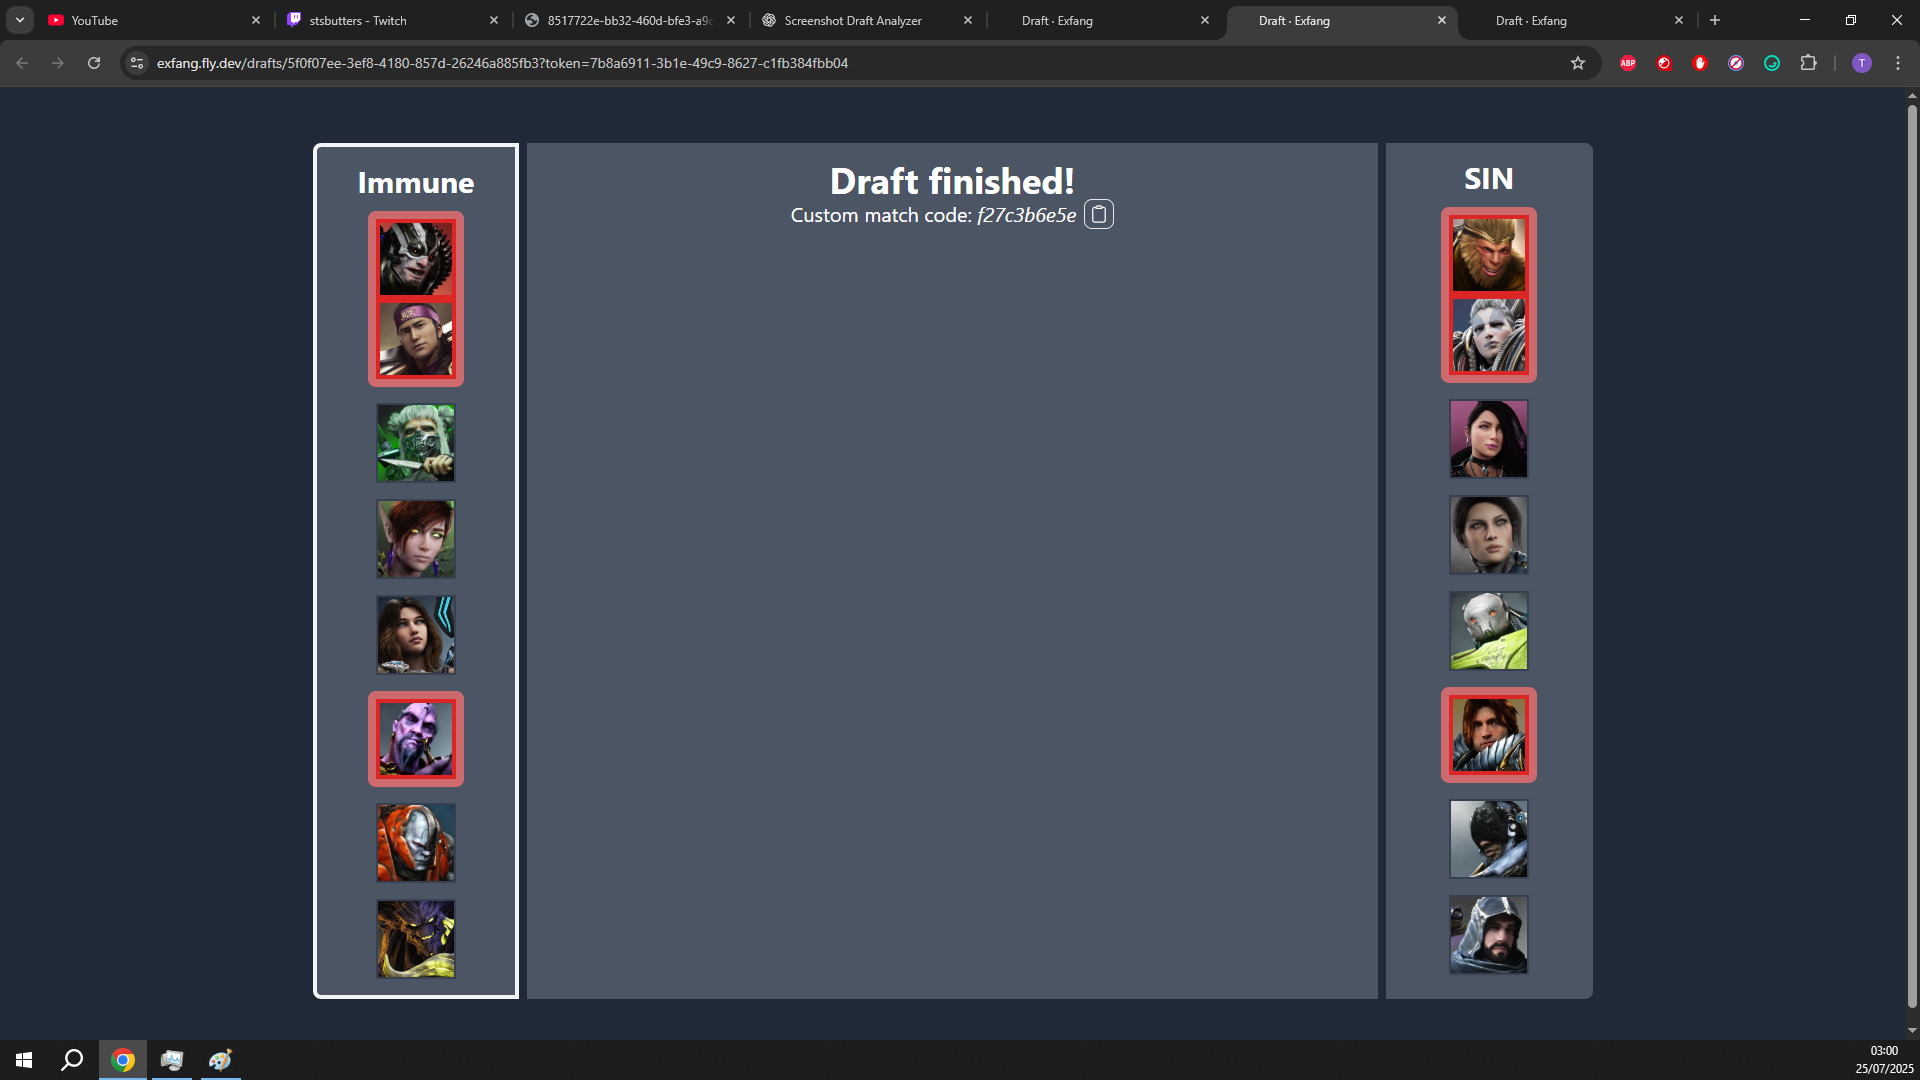 YouTube
stsbutters - Twitch
8517722e-bb32-460d-bfe3-a9c
Screenshot Draft Analyzer
Draft · Exfang
Draft · Exfang
Draft · Exfang
exfang.fly.dev/drafts/5f0f07ee-3ef8-4180-857d-26246a885fb3?token=7b8a6911-3b1e-49c9-8627-c1fb384fbb04
ABP
T
Immune
Draft finished!
Custom match code: f27c3b6e5e
SIN
03:00
25/07/2025